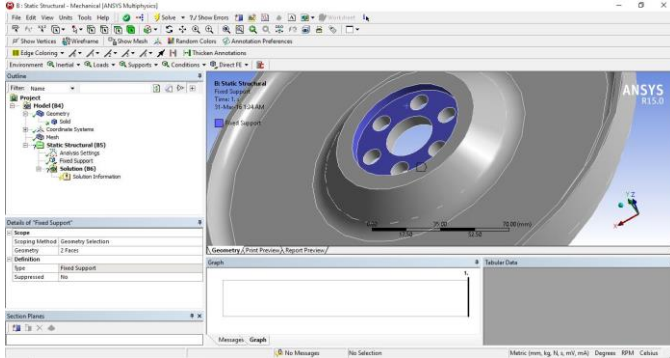 B : Static Structural - Mechanical [ANSYS Multiphysics]
File Edit View Units Tools Help Solve ?/ Show Errors Worksheet
Show Vertices Wireframe Show Mesh Random Colors Annotation Preferences
Edge Coloring Thicken Annotations
Environment Inertial Loads Supports Conditions Direct FE
Outline
Filter: Name
Project
Model (B4)
Geometry
Solid
Coordinate Systems
Mesh
Static Structural (B5)
Analysis Settings
Fixed Support
Solution (B6)
Solution Information
B: Static Structural
Fixed Support
Time: 1. s
31-Mar-16 1:24 AM
Fixed Support
ANSYS
R15.0
Z
X
0.00 35.00 70.00 (mm)
17.50 52.50
Geometry Print Preview Report Preview
Details of "Fixed Support"
Scope
Scoping Method Geometry Selection
Geometry 2 Faces
Definition
Type Fixed Support
Suppressed No
Graph
1.
Tabular Data
Section Planes
Messages Graph
No Messages No Selection Metric (mm, kg, N, s, mV, mA) Degrees RPM Celsius